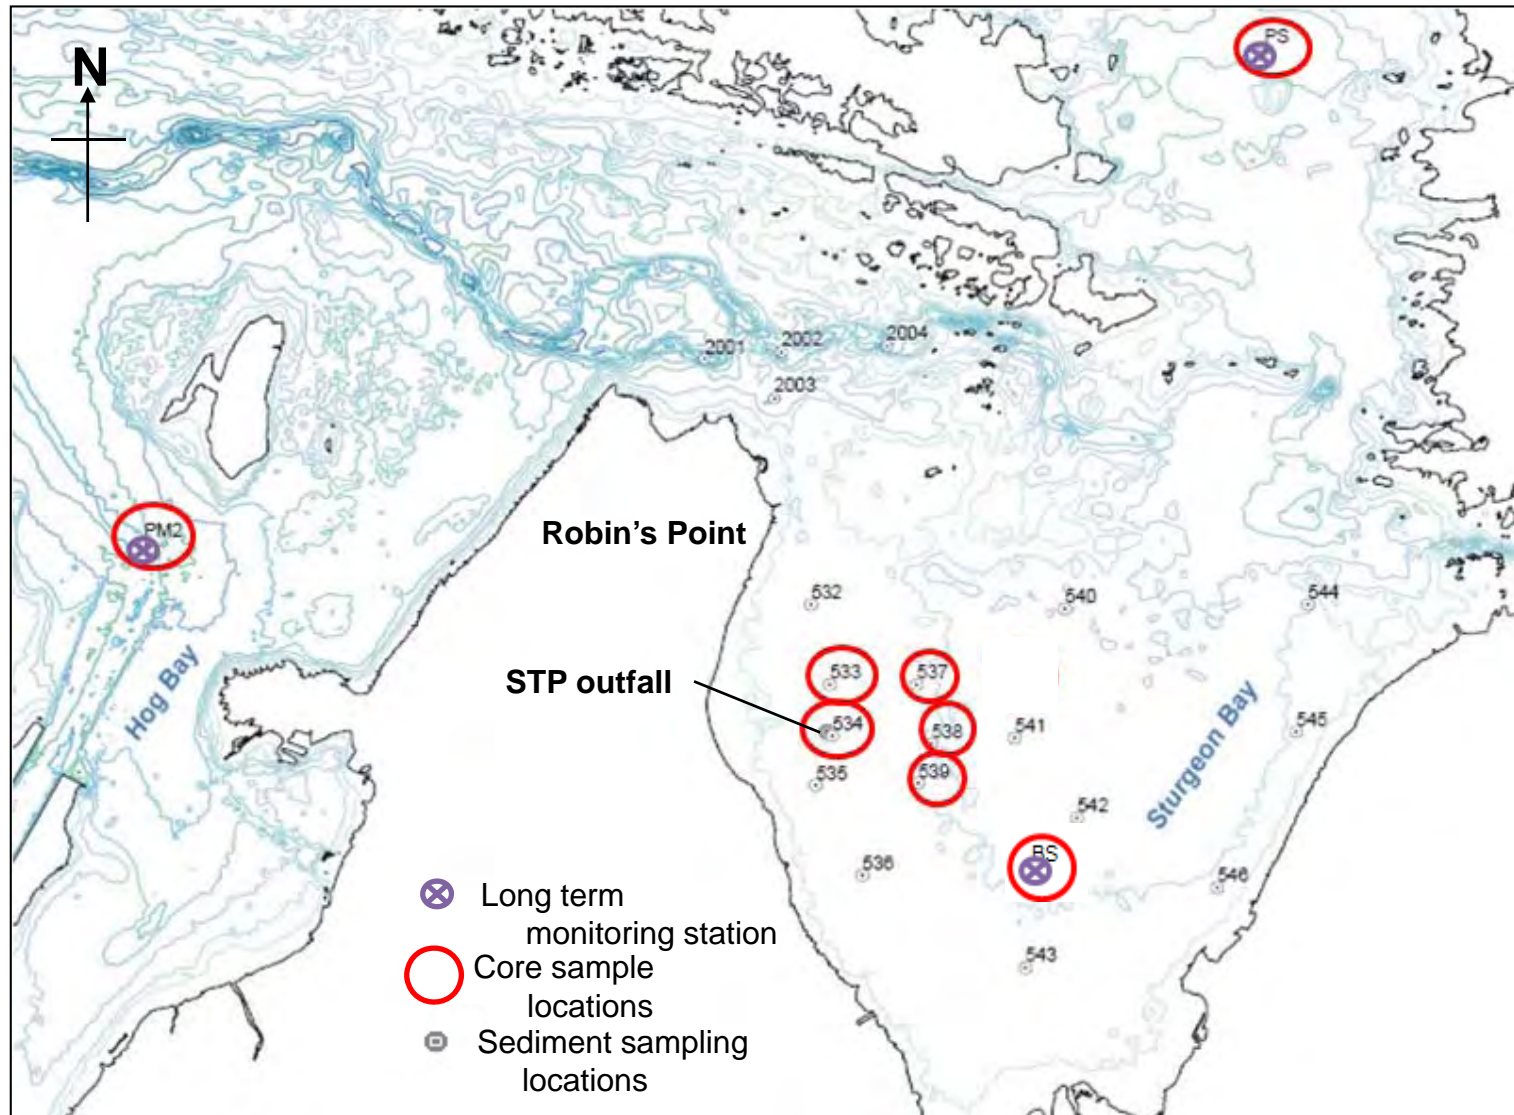 PS
N
2001
2002
2004
2003
PM2
Robin's Point
532
540
544
Hog Bay
STP outfall
533
537
534
538
541
545
535
539
Sturgeon Bay
542
536
BS
546
543
Long term
monitoring station
Core sample
locations
Sediment sampling
locations